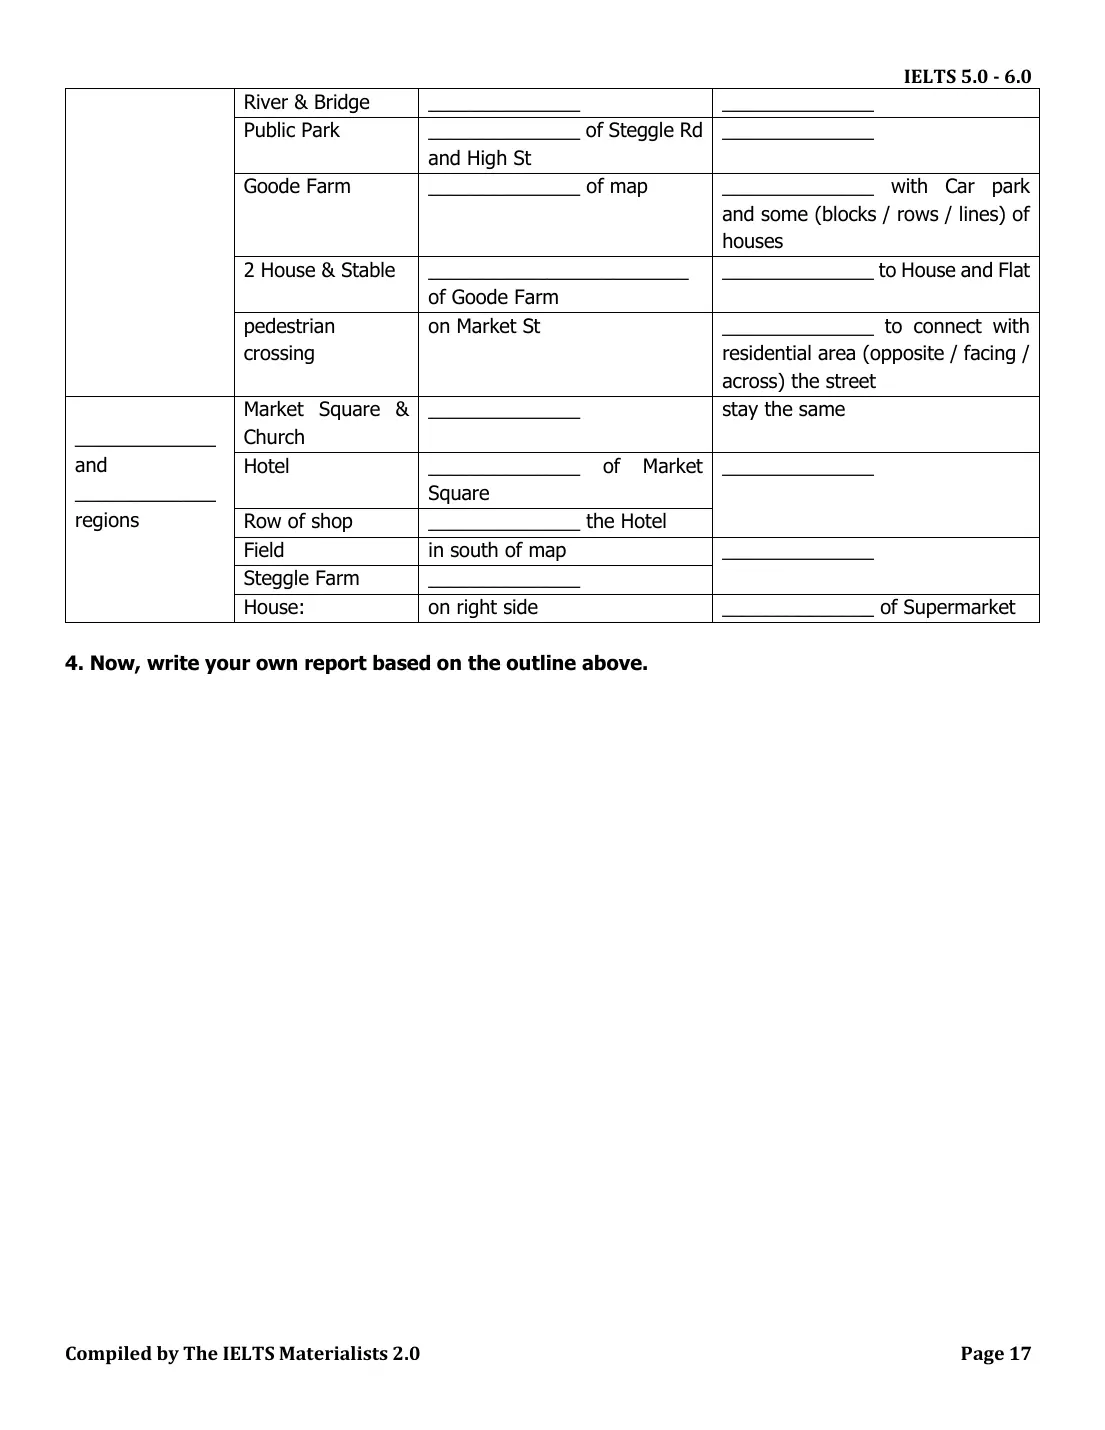 IELTS 5.0 - 6.0
River & Bridge ______________ ______________
Public Park ______________ of Steggle Rd ______________
and High St
Goode Farm ______________ of map ______________ with Car park
and some (blocks / rows / lines) of
houses
2 House & Stable ________________________ ______________ to House and Flat
of Goode Farm
pedestrian on Market St ______________ to connect with
crossing residential area (opposite / facing /
across) the street
Market Square & ______________ stay the same
_____________ Church
and Hotel ______________ of Market ______________
_____________ Square
regions Row of shop ______________ the Hotel
Field in south of map ______________
Steggle Farm ______________
House: on right side ______________ of Supermarket
4. Now, write your own report based on the outline above.
Compiled by The IELTS Materialists 2.0 Page 17